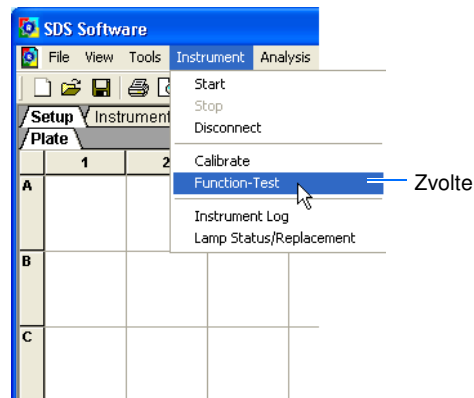 SDS Software
File View Tools Instrument Analysis
Start
Stop
Disconnect
Calibrate
Function-Test
Instrument Log
Lamp Status/Replacement
Setup Instrument
Plate
1 2
A
B
C
Zvolte